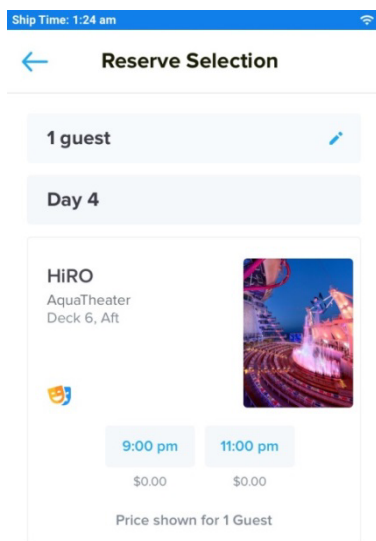 Ship Time: 1:24 am
Reserve Selection
1 guest
Day 4
HiRO
AquaTheater
Deck 6, Aft
9:00 pm 11:00 pm
$0.00 $0.00
Price shown for 1 Guest